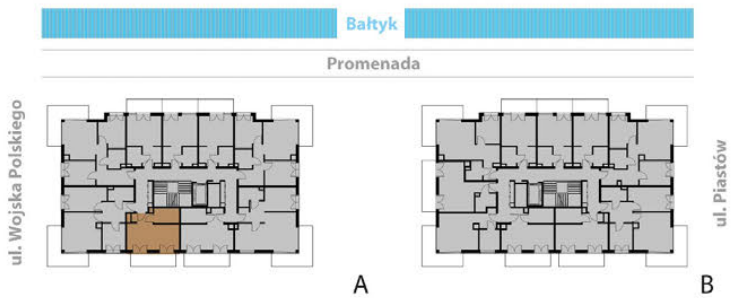 Bałtyk
Promenada
ul. Wojska Polskiego
ul. Piastów
A
B